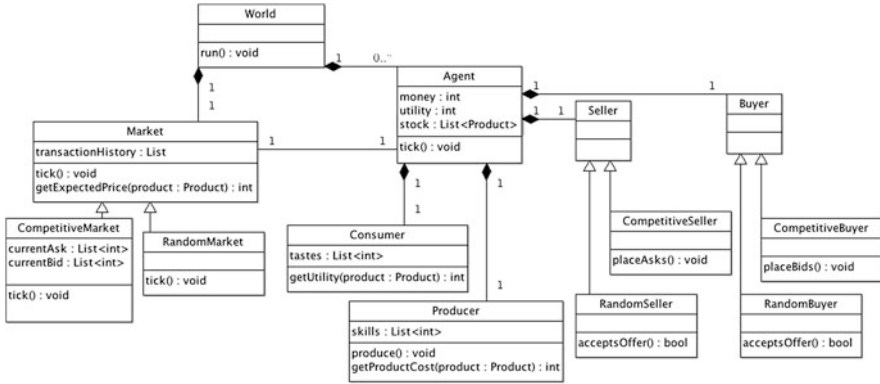 World
run() : void
1
0..*
1
1
Agent
money : int
utility : int
stock : List<Product>
tick() : void
1
1
1
1
Seller
Buyer
Market
transactionHistory : List
tick() : void
getExpectedPrice(product : Product) : int
1
1
1
1
1
1
CompetitiveMarket
currentAsk : List<int>
currentBid : List<int>
tick() : void
RandomMarket
tick() : void
Consumer
tastes : List<int>
getUtility(product : Product) : int
CompetitiveSeller
placeAsks() : void
CompetitiveBuyer
placeBids() : void
Producer
skills : List<int>
produce() : void
getProductCost(product : Product) : int
RandomSeller
acceptsOffer() : bool
RandomBuyer
acceptsOffer() : bool